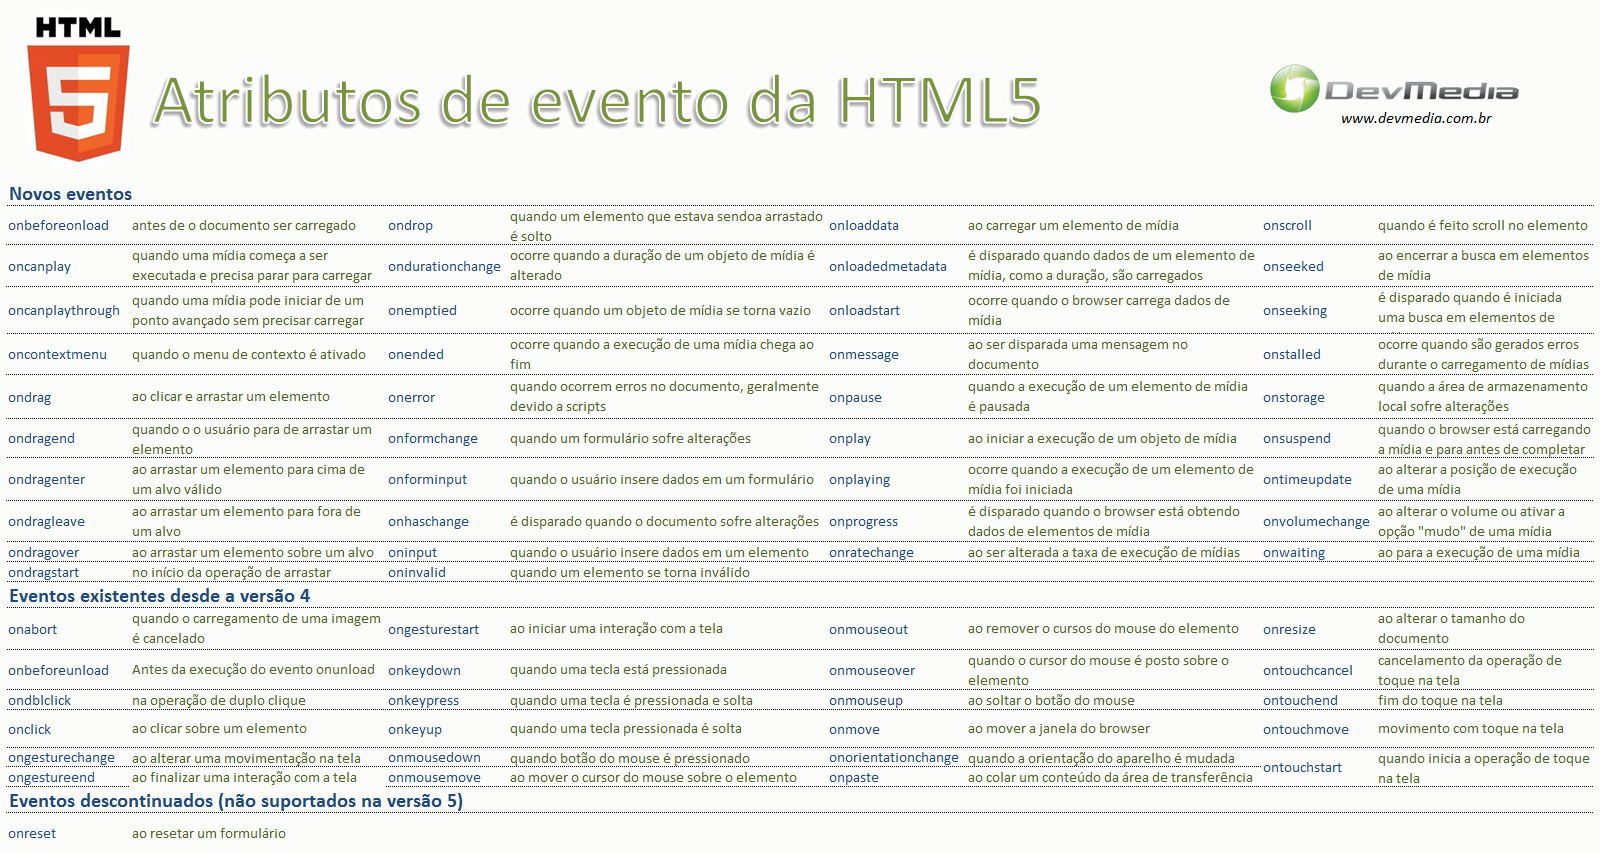 HTML
5
Atributos de evento da HTML5
DevMedia
www.devmedia.com.br
Novos eventos
onbeforeonload antes de o documento ser carregado ondrop quando um elemento que estava sendoa arrastado é solto onloaddata ao carregar um elemento de mídia onscroll quando é feito scroll no elemento
oncanplay quando uma mídia começa a ser executada e precisa parar para carregar ondurationchange ocorre quando a duração de um objeto de mídia é alterado onloadedmetadata é disparado quando dados de um elemento de mídia, como a duração, são carregados onseeked ao encerrar a busca em elementos de mídia
oncanplaythrough quando uma mídia pode iniciar de um ponto avançado sem precisar carregar onemptied ocorre quando um objeto de mídia se torna vazio onloadstart ocorre quando o browser carrega dados de mídia onseeking é disparado quando é iniciada uma busca em elementos de
oncontextmenu quando o menu de contexto é ativado onended ocorre quando a execução de uma mídia chega ao fim onmessage ao ser disparada uma mensagem no documento onstalled ocorre quando são gerados erros durante o carregamento de mídias
ondrag ao clicar e arrastar um elemento onerror quando ocorrem erros no documento, geralmente devido a scripts onpause quando a execução de um elemento de mídia é pausada onstorage quando a área de armazenamento local sofre alterações
ondragend quando o o usuário para de arrastar um elemento onformchange quando um formulário sofre alterações onplay ao iniciar a execução de um objeto de mídia onsuspend quando o browser está carregando a mídia e para antes de completar
ondragenter ao arrastar um elemento para cima de um alvo válido onforminput quando o usuário insere dados em um formulário onplaying ocorre quando a execução de um elemento de mídia foi iniciada ontimeupdate ao alterar a posição de execução de uma mídia
ondragleave ao arrastar um elemento para fora de um alvo onhaschange é disparado quando o documento sofre alterações onprogress é disparado quando o browser está obtendo dados de elementos de mídia onvolumechange ao alterar o volume ou ativar a opção "mudo" de uma mídia
ondragover ao arrastar um elemento sobre um alvo oninput quando o usuário insere dados em um elemento onratechange ao ser alterada a taxa de execução de mídias onwaiting ao para a execução de uma mídia
ondragstart no início da operação de arrastar oninvalid quando um elemento se torna inválido
Eventos existentes desde a versão 4
onabort quando o carregamento de uma imagem é cancelado ongesturestart ao iniciar uma interação com a tela onmouseout ao remover o cursos do mouse do elemento onresize ao alterar o tamanho do documento
onbeforeunload Antes da execução do evento onunload onkeydown quando uma tecla está pressionada onmouseover quando o cursor do mouse é posto sobre o elemento ontouchcancel cancelamento da operação de toque na tela
ondblclick na operação de duplo clique onkeypress quando uma tecla é pressionada e solta onmouseup ao soltar o botão do mouse ontouchend fim do toque na tela
onclick ao clicar sobre um elemento onkeyup quando uma tecla pressionada é solta onmove ao mover a janela do browser ontouchmove movimento com toque na tela
ongesturechange ao alterar uma movimentação na tela onmousedown quando botão do mouse é pressionado onorientationchange quando a orientação do aparelho é mudada ontouchstart quando inicia a operação de toque na tela
ongestureend ao finalizar uma interação com a tela onmousemove ao mover o cursor do mouse sobre o elemento onpaste ao colar um conteúdo da área de transferência
Eventos descontinuados (não suportados na versão 5)
onreset ao resetar um formulário